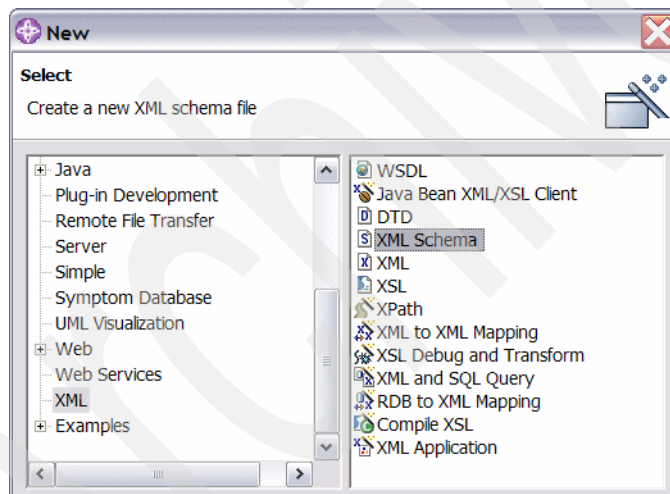 New
Select
Create a new XML schema file
Java
Plug-in Development
Remote File Transfer
Server
Simple
Symptom Database
UML Visualization
Web
Web Services
XML
Examples
WSDL
Java Bean XML/XSL Client
DTD
XML Schema
XML
XSL
XPath
XML to XML Mapping
XSL Debug and Transform
XML and SQL Query
RDB to XML Mapping
Compile XSL
XML Application